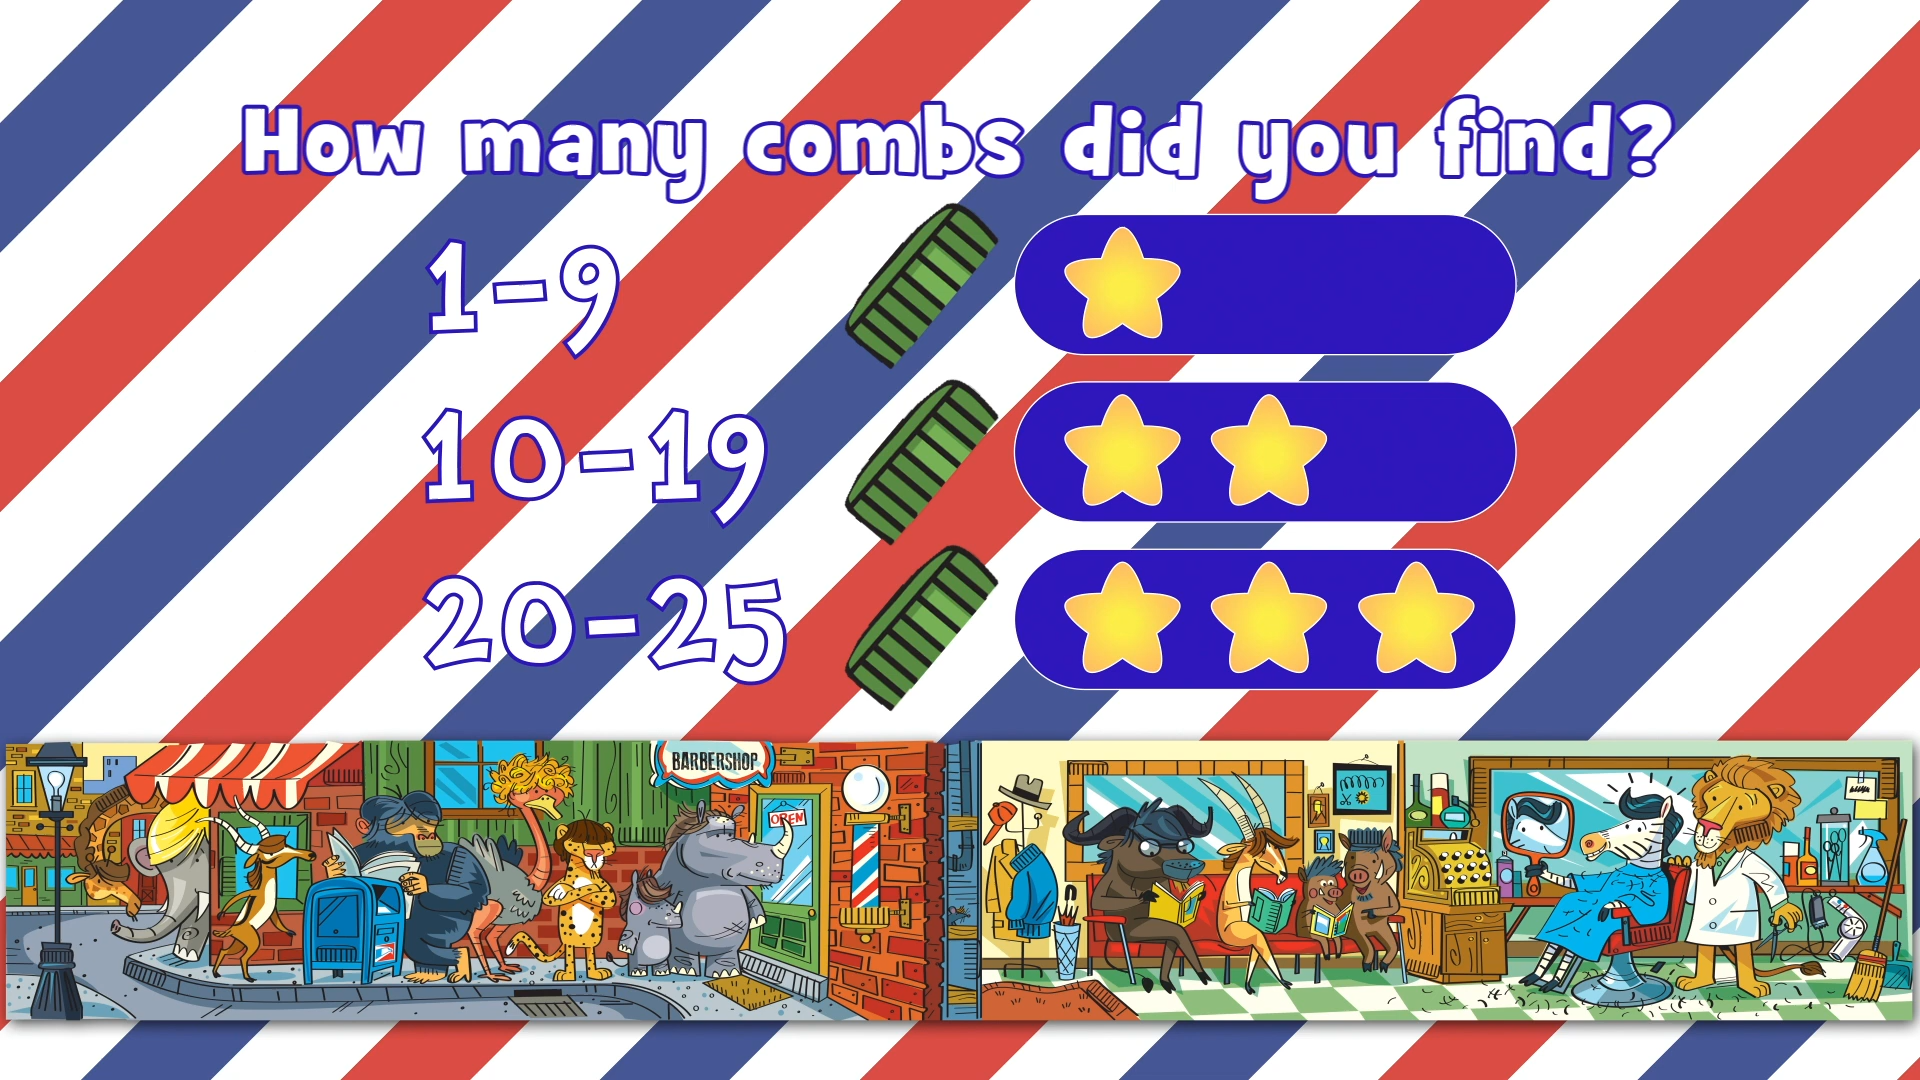 How many combs did you find?
1-9
10-19
20-25
BARBERSHOP
OPEN